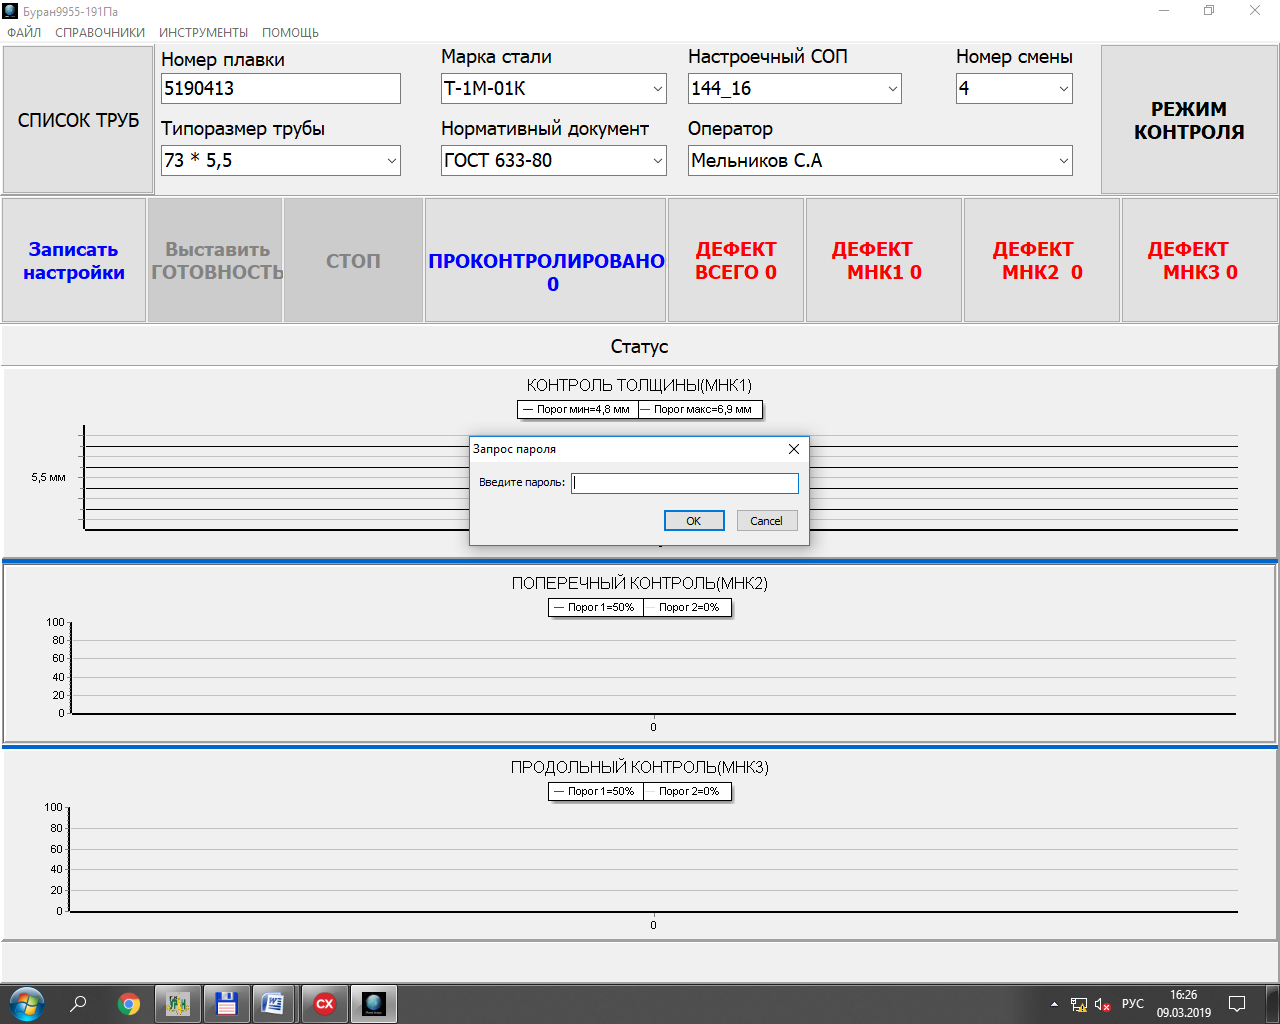 Буран9955-191Па
ФАЙЛ СПРАВОЧНИКИ ИНСТРУМЕНТЫ ПОМОЩЬ
СПИСОК ТРУБ
Номер плавки
5190413
Марка стали
Т-1М-01К
Настроечный СОП
144_16
Номер смены
4
Типоразмер трубы
73 * 5,5
Нормативный документ
ГОСТ 633-80
Оператор
Мельников С.А
РЕЖИМ
КОНТРОЛЯ
Записать
настройки
Выставить
ГОТОВНОСТЬ
СТОП
ПРОКОНТРОЛИРОВАНО
0
ДЕФЕКТ
ВСЕГО 0
ДЕФЕКТ
МНК1 0
ДЕФЕКТ
МНК2 0
ДЕФЕКТ
МНК3 0
Статус
КОНТРОЛЬ ТОЛЩИНЫ(МНК1)
Порог мин=4,8 мм Порог макс=6,9 мм
5,5 мм
Запрос пароля
Введите пароль:
OK Cancel
ПОПЕРЕЧНЫЙ КОНТРОЛЬ(МНК2)
Порог 1=50% Порог 2=0%
100
80
60
40
20
0
0
ПРОДОЛЬНЫЙ КОНТРОЛЬ(МНК3)
Порог 1=50% Порог 2=0%
100
80
60
40
20
0
0
CX
РУС
16:26
09.03.2019